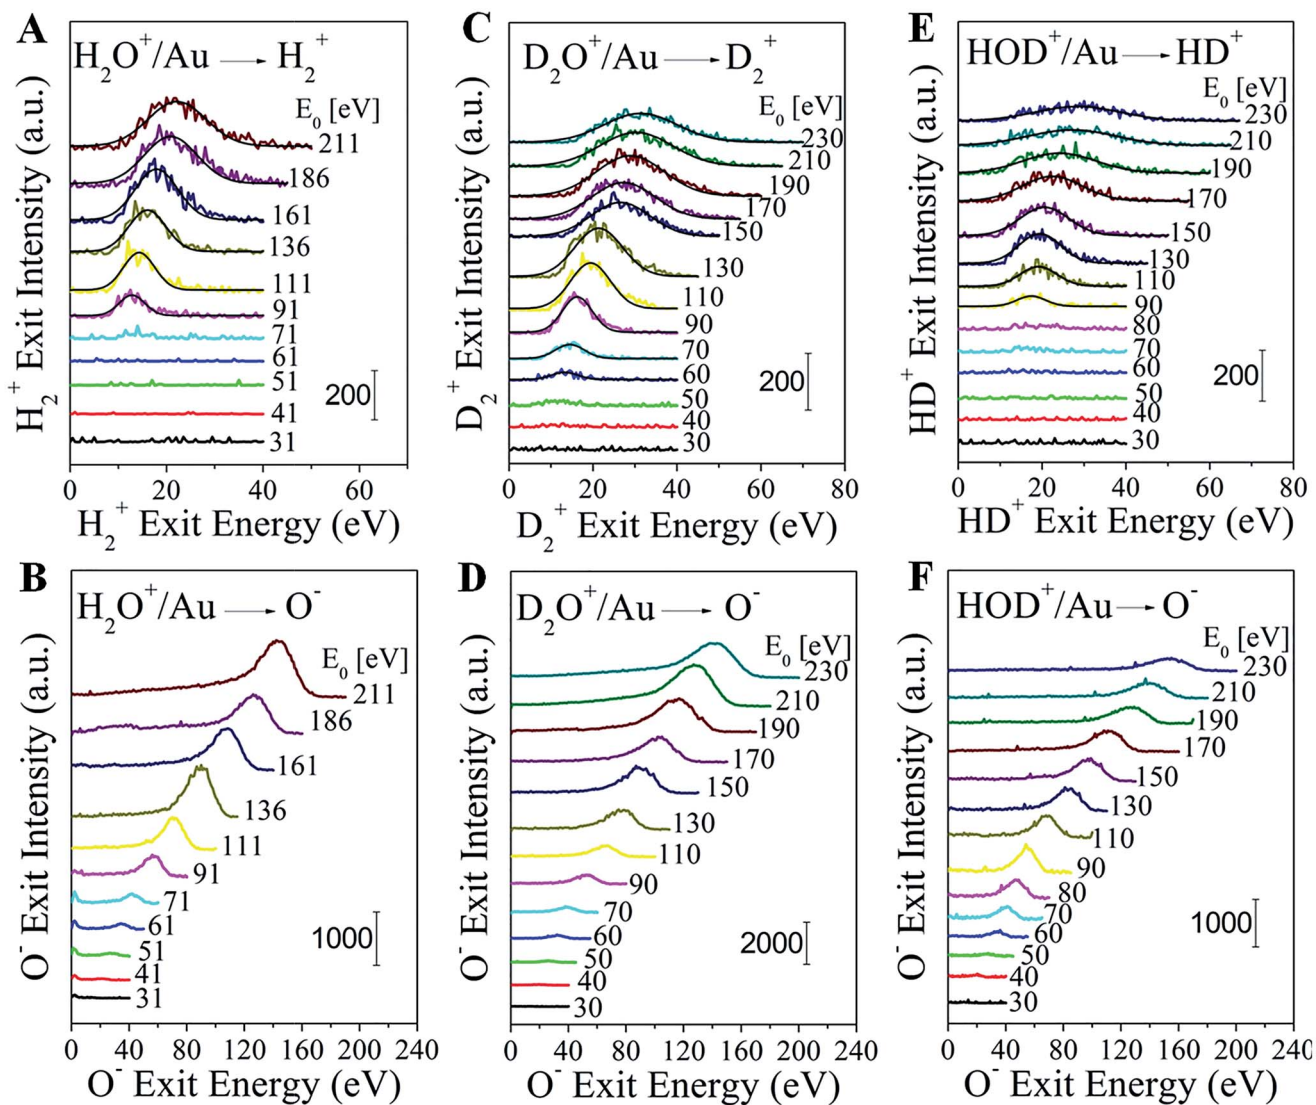 A
H₂O⁺/Au → H₂⁺
E₀ [eV]
211
186
161
136
111
91
71
61
51
41
31
200
H₂⁺ Exit Intensity (a.u.)
0 20 40 60
H₂⁺ Exit Energy (eV)
C
D₂O⁺/Au → D₂⁺
E₀ [eV]
230
210
190
170
150
130
110
90
70
60
50
40
30
200
D₂⁺ Exit Intensity (a.u.)
0 20 40 60 80
D₂⁺ Exit Energy (eV)
E
HOD⁺/Au → HD⁺
E₀ [eV]
230
210
190
170
150
130
110
90
80
70
60
50
40
30
200
HD⁺ Exit Intensity (a.u.)
0 20 40 60 80
HD⁺ Exit Energy (eV)
B
H₂O⁺/Au → O⁻
E₀ [eV]
211
186
161
136
111
91
71
61
51
41
31
1000
O⁻ Exit Intensity (a.u.)
0 40 80 120 160 200 240
O⁻ Exit Energy (eV)
D
D₂O⁺/Au → O⁻
E₀ [eV]
230
210
190
170
150
130
110
90
70
60
50
40
30
2000
O⁻ Exit Intensity (a.u.)
0 40 80 120 160 200 240
O⁻ Exit Energy (eV)
F
HOD⁺/Au → O⁻
E₀ [eV]
230
210
190
170
150
130
110
90
80
70
60
50
40
30
1000
O⁻ Exit Intensity (a.u.)
0 40 80 120 160 200 240
O⁻ Exit Energy (eV)